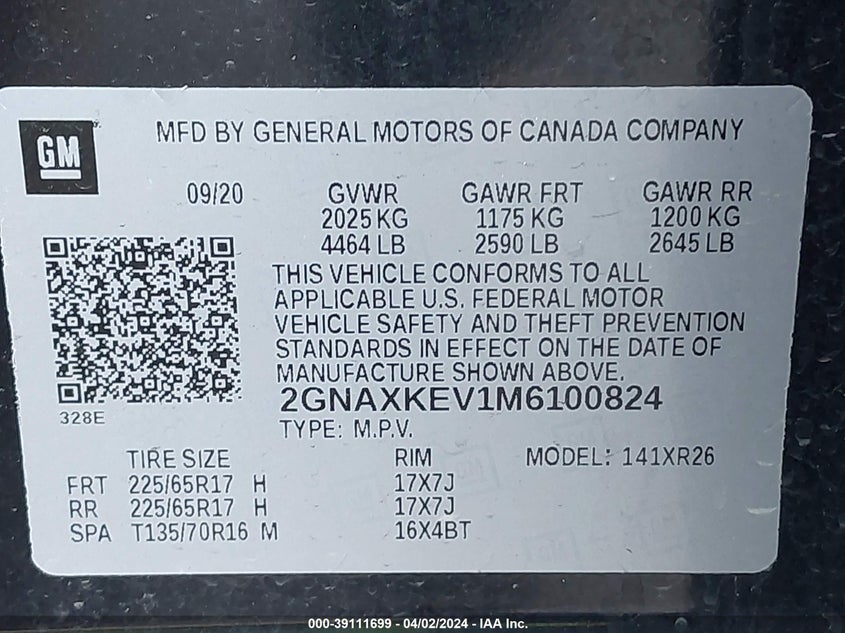 GM
MFD BY GENERAL MOTORS OF CANADA COMPANY
09/20 GVWR GAWR FRT GAWR RR
2025 KG 1175 KG 1200 KG
4464 LB 2590 LB 2645 LB
THIS VEHICLE CONFORMS TO ALL
APPLICABLE U.S. FEDERAL MOTOR
VEHICLE SAFETY AND THEFT PREVENTION
STANDARDS IN EFFECT ON THE DATE OF
MANUFACTURE SHOWN ABOVE.
2GNAXKEV1M6100824
328E
TYPE: M.P.V.
TIRE SIZE RIM MODEL: 141XR26
FRT 225/65R17 H 17X7J
RR 225/65R17 H 17X7J
SPA T135/70R16 M 16X4BT
000-39111699 - 04/02/2024 - IAA Inc.